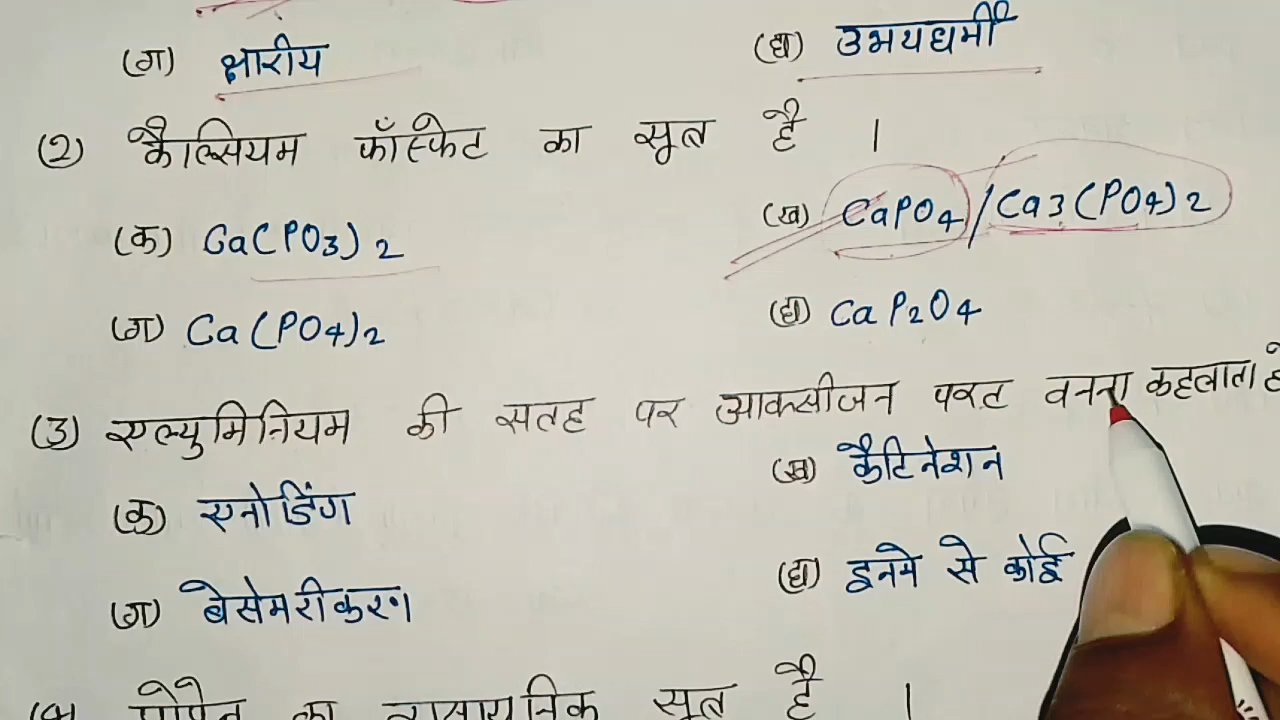 (ग) क्षारीय (घ) उभयधर्मी
(2) कैल्सियम फॉस्फेट का सूत्र है ।
(क) Ca(PO3)2 (ख) CaPO4/Ca3(PO4)2
(ग) Ca(PO4)2 (घ) CaP2O4
(3) एल्युमिनियम की सतह पर आक्सीजन परत बनना कहलाता है
(क) एनोडिंग (ख) कैटिनेशन
(ग) बेसेमरीकरण (घ) इनमे से कोई
का रासायनिक सूत्र है ।